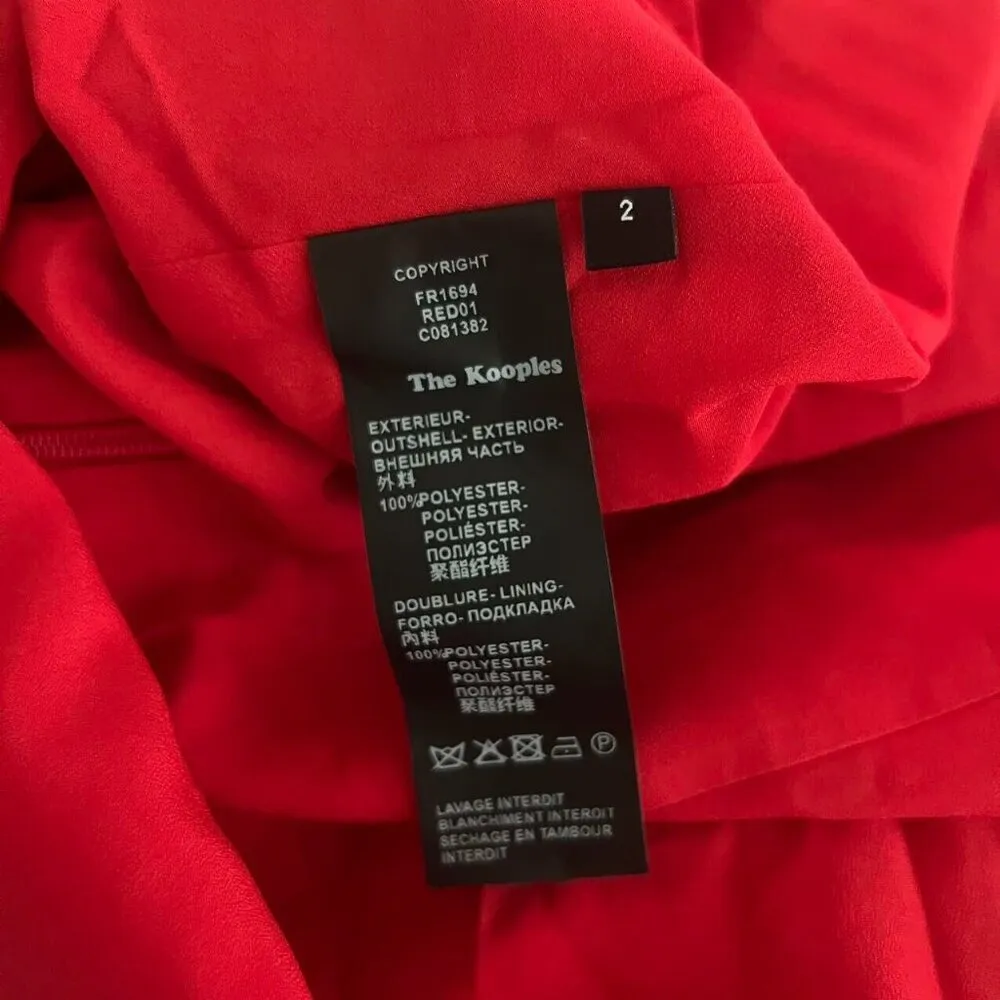 2
COPYRIGHT
FR1694
RED01
C081382
The Kooples
EXTERIEUR-
OUTSHELL- EXTERIOR-
ВНЕШНЯЯ ЧАСТЬ
外料
100%POLYESTER-
POLYESTER-
POLIÉSTER-
ПОЛИЭСТЕР
聚酯纤维
DOUBLURE- LINING-
FORRO- ПОДКЛАДКА
内料
100%POLYESTER-
POLYESTER-
POLIÉSTER-
ПОЛИЭСТЕР
聚酯纤维
P
LAVAGE INTERDIT
BLANCHIMENT INTERDIT
SECHAGE EN TAMBOUR
INTERDIT